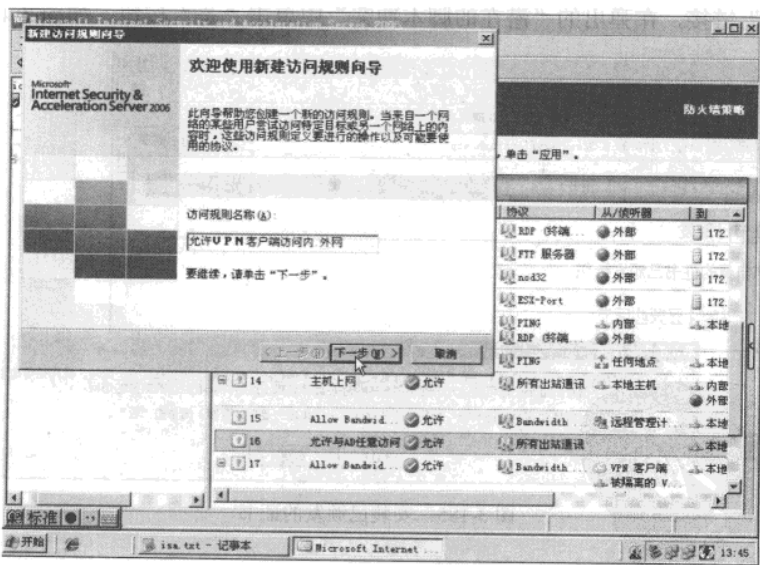 Microsoft Internet Security and Acceleration Server 2006
新建访问规则向导
欢迎使用新建访问规则向导
Microsoft
Internet Security &
Acceleration Server 2006
此向导帮助您创建一个新的访问规则。当来自一个网
络的某些用户尝试访问特定目标或另一个网络上的内
容时，这些访问规则定义要进行的操作以及可能要使
用的协议。
访问规则名称(A):
允许VPN客户端访问内 外网
要继续，请单击“下一步”。
<上一步(B)
下一步(N) >
取消
防火墙策略
，单击“应用”。
协议
从/侦听器
到
RDP (终端...
外部
172.
FTP 服务器
外部
172.
nod32
外部
172.
ESX-Port
外部
172.
PING
内部
本地
RDP (终端...
外部
PING
任何地点
本地
14
主机上网
允许
所有出站通讯
本地主机
内部
外部
15
Allow Bandwid...
允许
Bandwidth
远程管理计...
本地
16
允许与AD任意访问
允许
所有出站通讯
本地
17
Allow Bandwid...
允许
Bandwidth
VPN 客户端
本地
被隔离的 V...
标准
开始
isa.txt - 记事本
Microsoft Internet ...
13:45